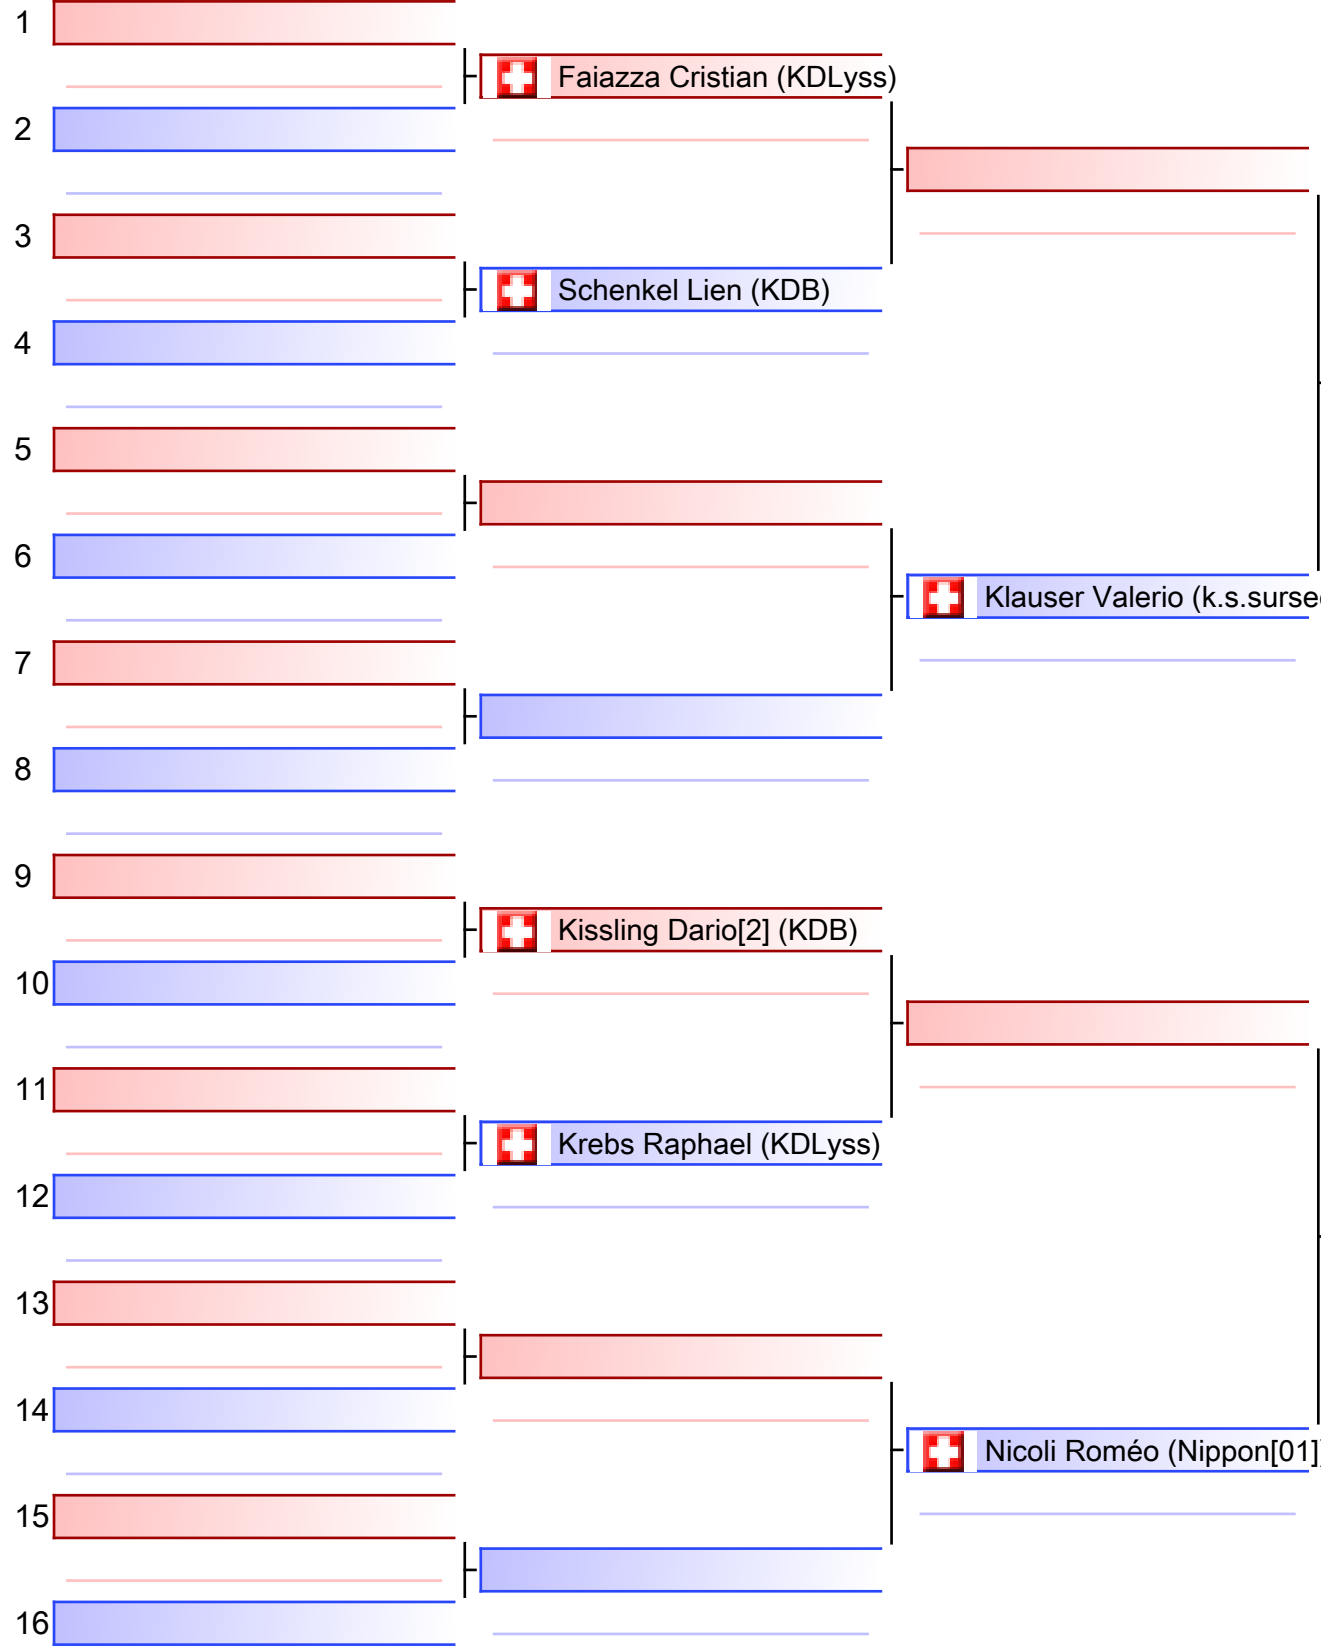 1
Faiazza Cristian (KDLyss)
2
3
Schenkel Lien (KDB)
4
5
6
Klauser Valerio (k.s.surse
7
8
9
Kissling Dario[2] (KDB)
10
11
Krebs Raphael (KDLyss)
12
13
14
Nicoli Roméo (Nippon[01])
15
16